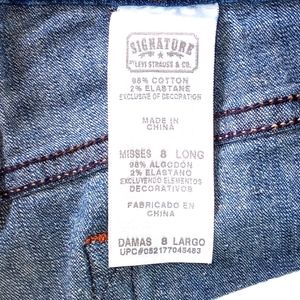 SIGNATURE
BY LEVI STRAUSS & CO.
98% COTTON
2% ELASTANE
EXCLUSIVE OF DECORATION
MADE IN
CHINA
MISSES 8 LONG
98% ALGODÓN
2% ELASTANO
EXCLUYENDO ELEMENTOS
DECORATIVOS
FABRICADO EN
CHINA
DAMAS 8 LARGO
UPC#052177045483